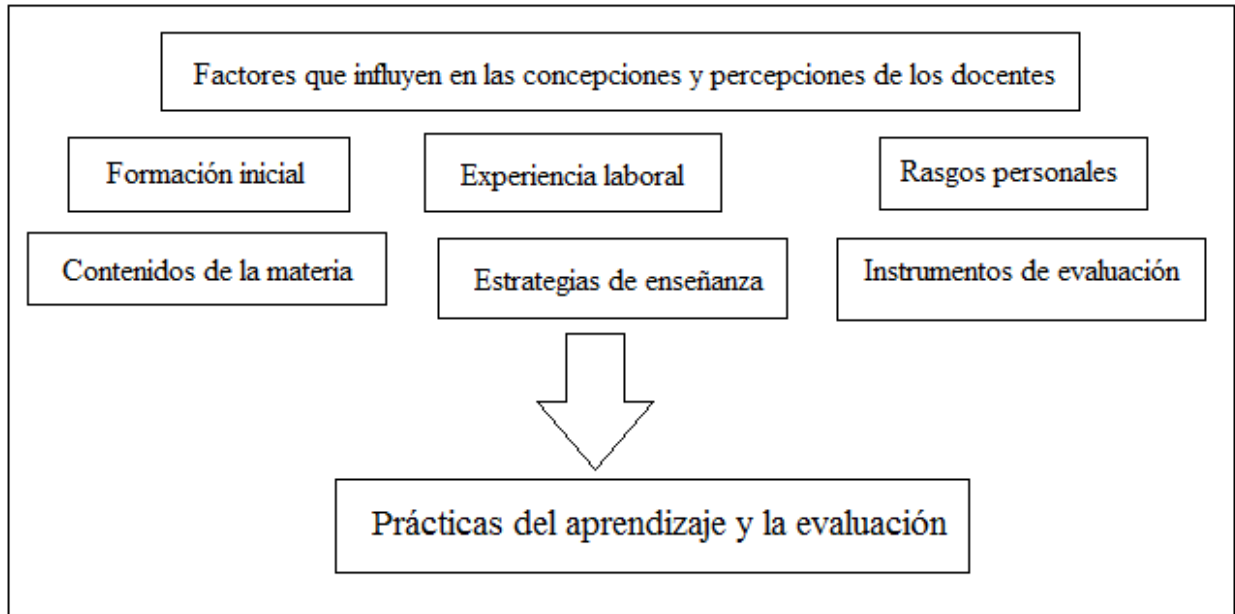 Factores que influyen en las concepciones y percepciones de los docentes
Formación inicial
Experiencia laboral
Rasgos personales
Contenidos de la materia
Estrategias de enseñanza
Instrumentos de evaluación
Prácticas del aprendizaje y la evaluación